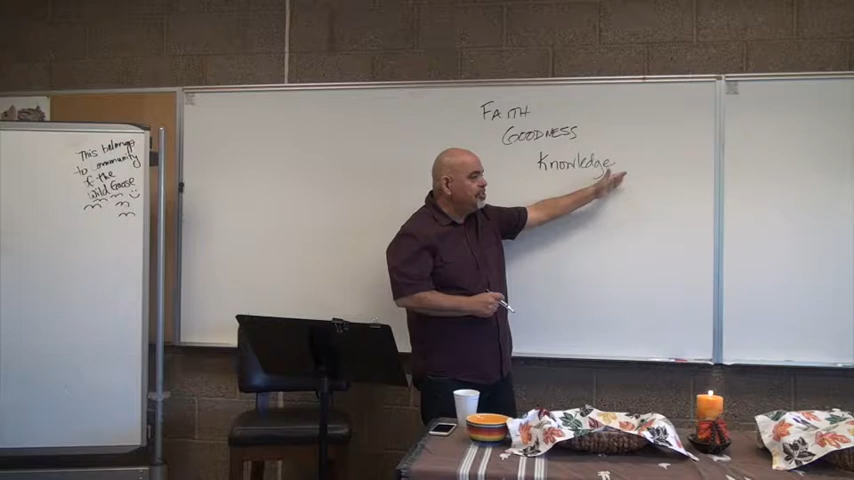 This belongs
to community
of the
Wild Goose
FAITH
GOODNESS
Knowledge